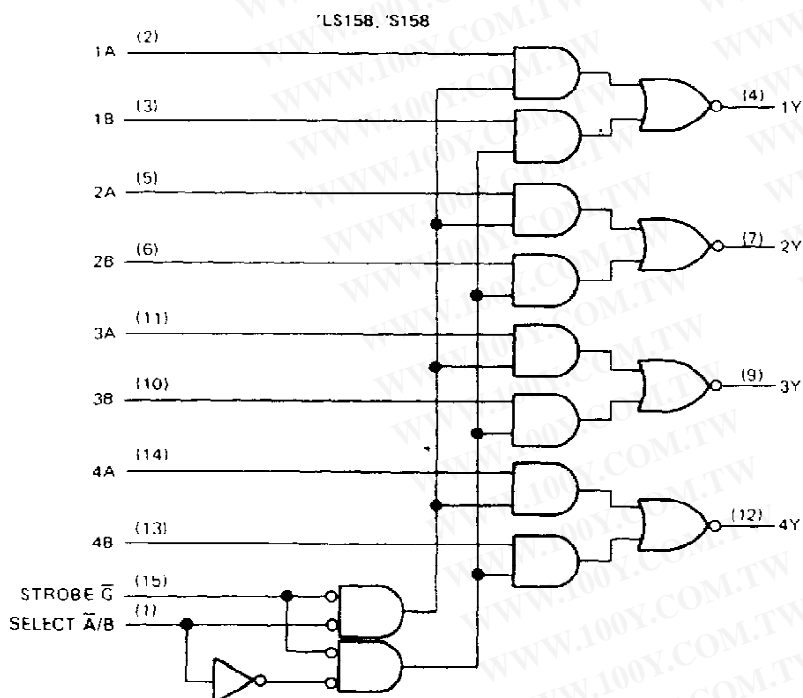 'LS158, 'S158
1A (2)
1B (3)
(4) 1Y
2A (5)
2B (6)
(7) 2Y
3A (11)
3B (10)
(9) 3Y
4A (14)
4B (13)
(12) 4Y
STROBE G̅ (15)
SELECT A̅/B (1)
WWW.100Y.COM.TW